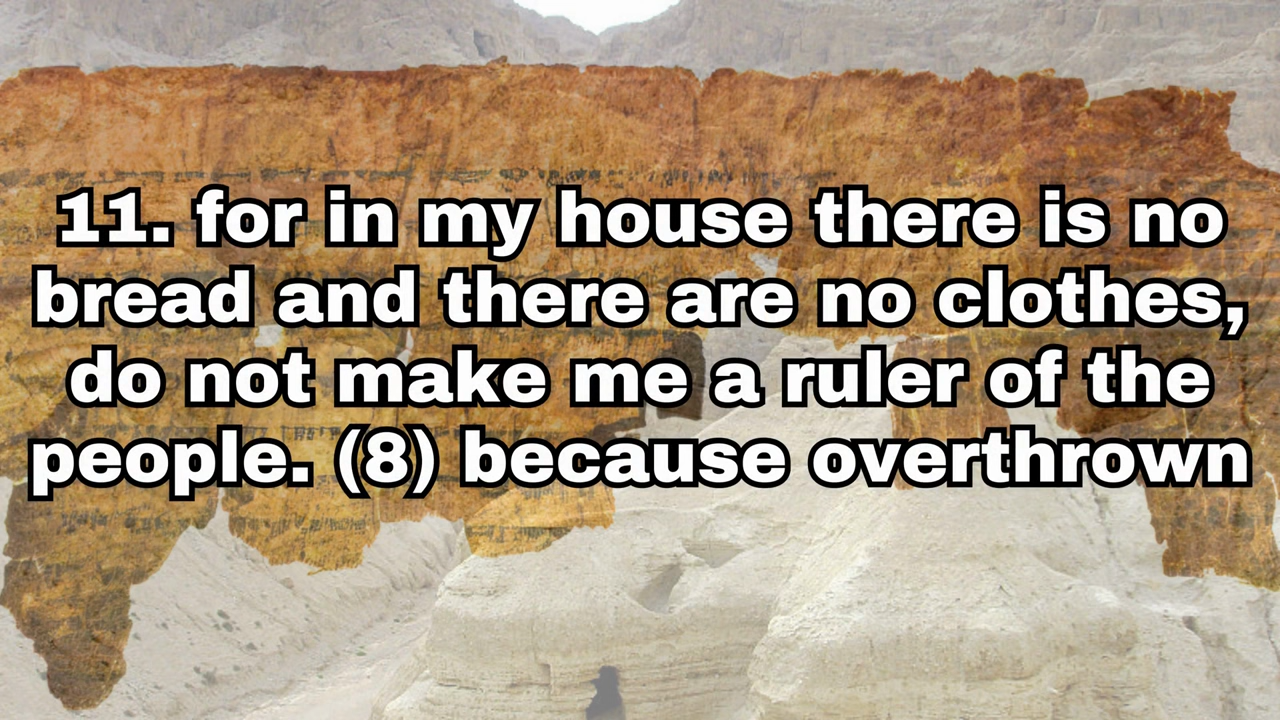 11. for in my house there is no
bread and there are no clothes,
do not make me a ruler of the
people. (8) because overthrown